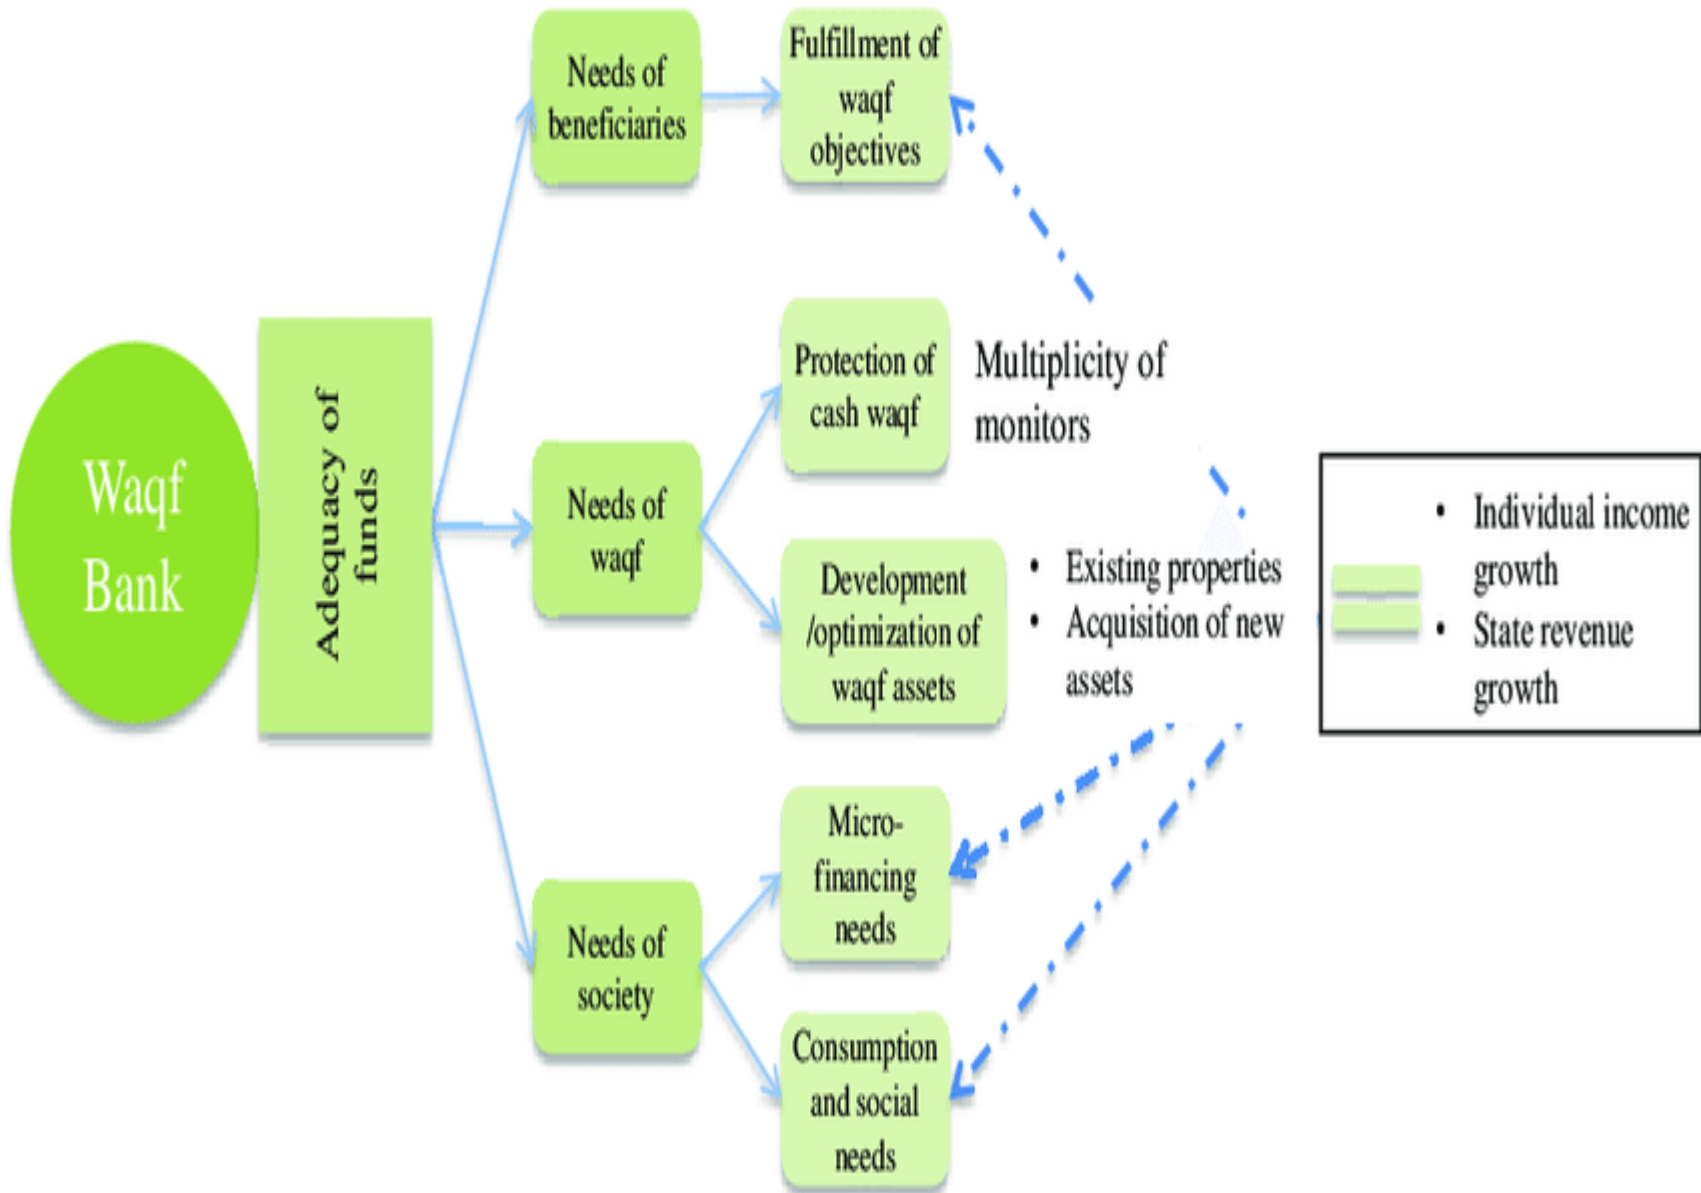 Waqf
Bank
Adequacy of
funds
Needs of
beneficiaries
Fulfillment of
waqf
objectives
Needs of
waqf
Protection of
cash waqf
Multiplicity of
monitors
Development
/optimization of
waqf assets
• Existing properties
• Acquisition of new
assets
Needs of
society
Micro-
financing
needs
Consumption
and social
needs
• Individual income
growth
• State revenue
growth